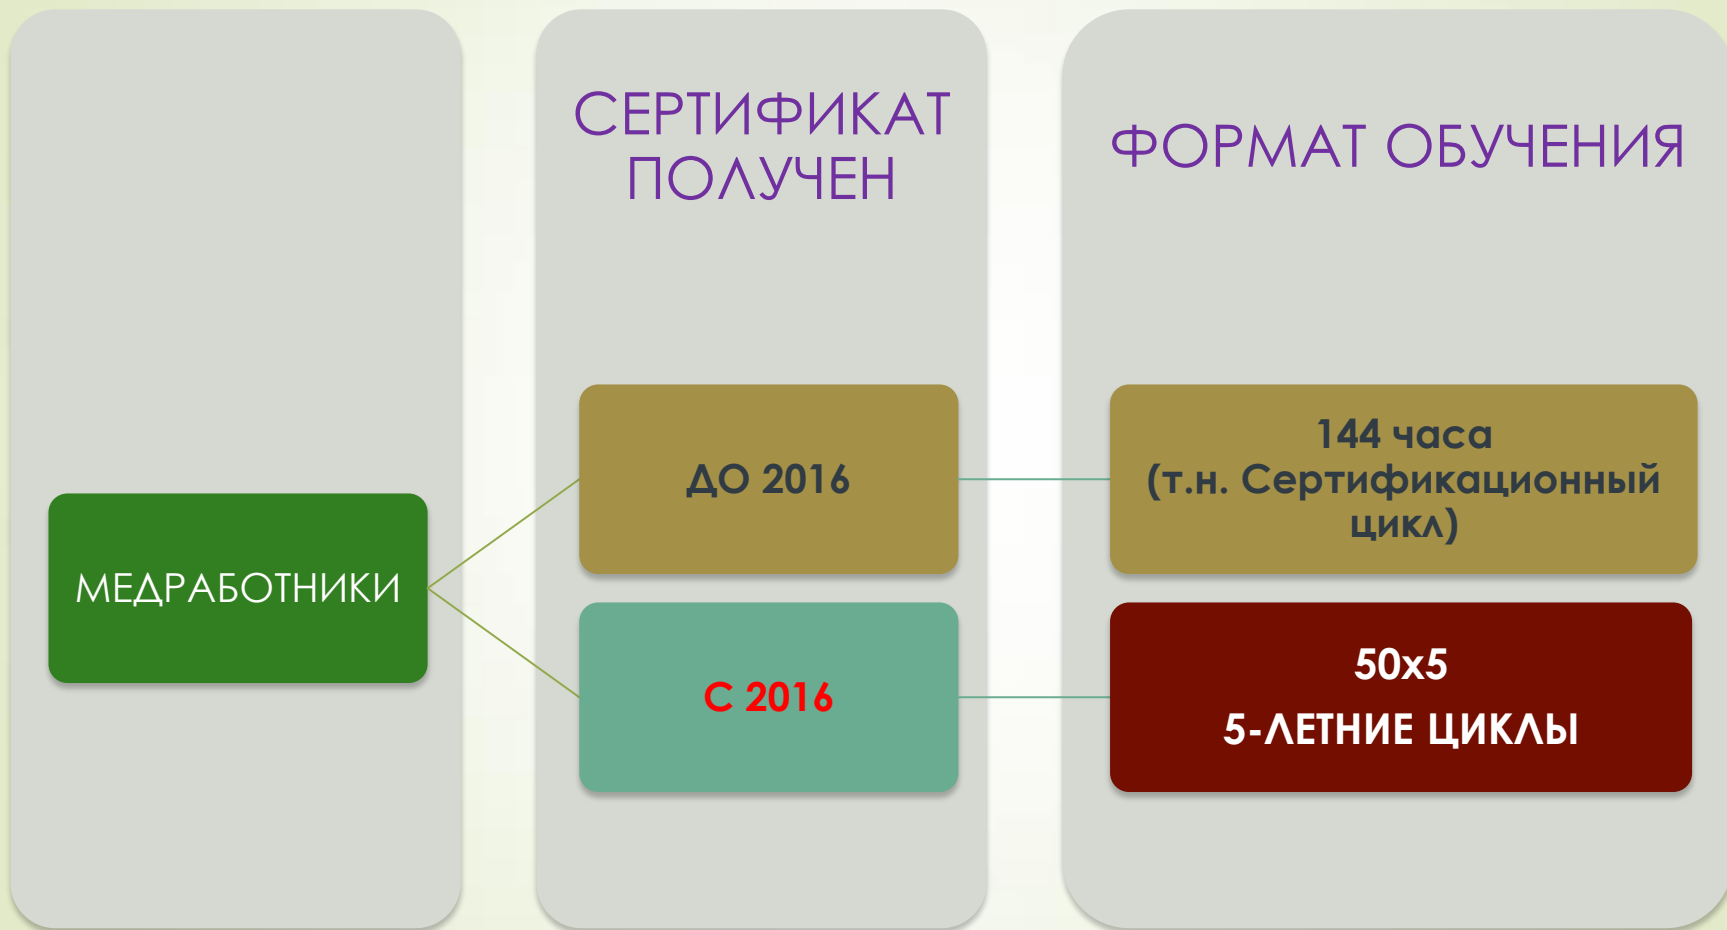 СЕРТИФИКАТ
ПОЛУЧЕН
ФОРМАТ ОБУЧЕНИЯ
МЕДРАБОТНИКИ
ДО 2016
144 часа
(т.н. Сертификационный
цикл)
С 2016
50х5
5-ЛЕТНИЕ ЦИКЛЫ